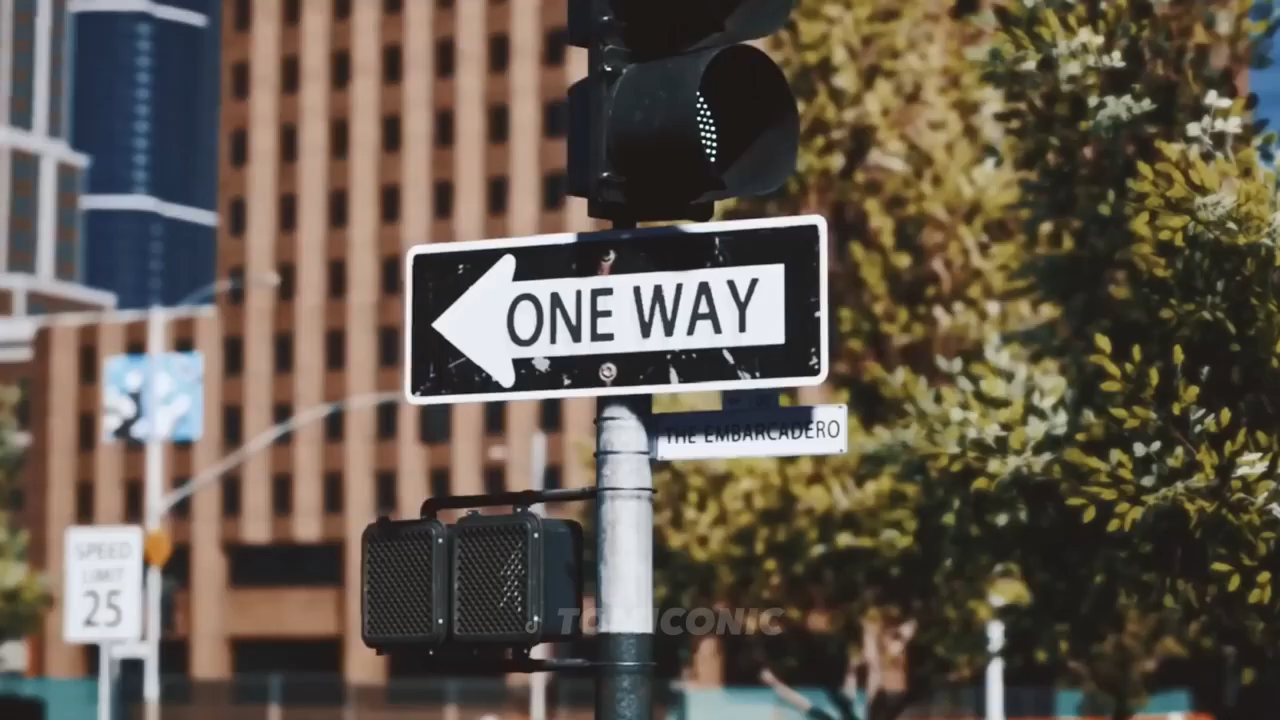 ONE WAY
THE EMBARCADERO
SPEED
LIMIT
25
TOMICONIC